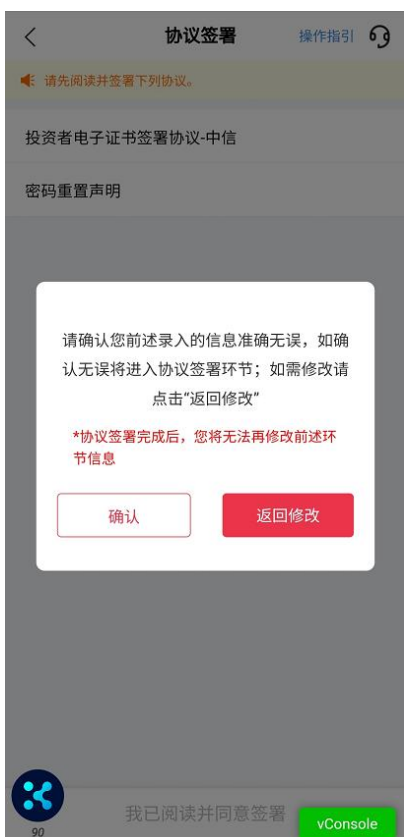 协议签署
操作指引
请先阅读并签署下列协议。
投资者电子证书签署协议-中信
密码重置声明
请确认您前述录入的信息准确无误，如确
认无误将进入协议签署环节；如需修改请
点击“返回修改”
*协议签署完成后，您将无法再修改前述环
节信息
确认
返回修改
我已阅读并同意签署
vConsole
90